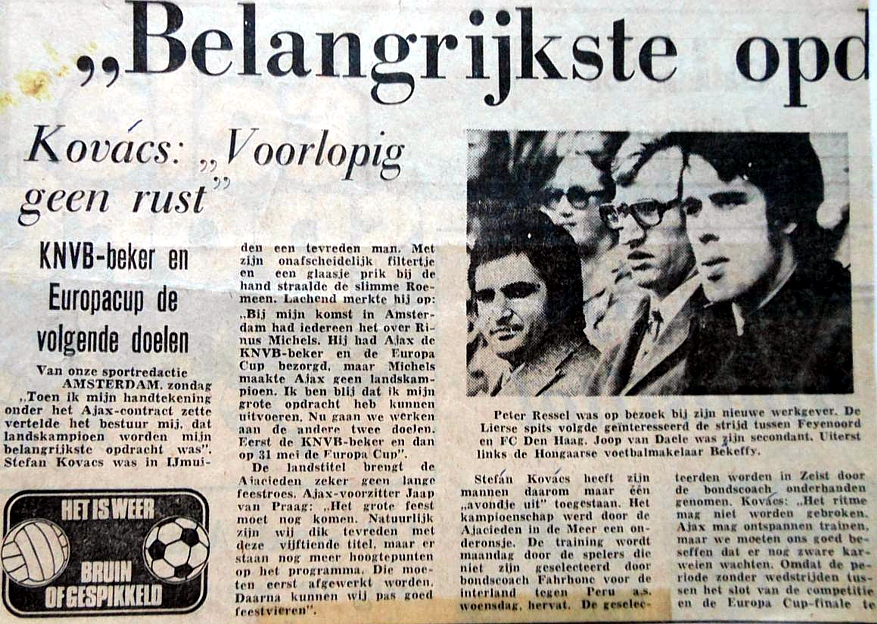 „Belangrijkste opd
Kovács: „Voorlopig
geen rust”
KNVB-beker en
Europacup de
volgende doelen
Van onze sportredactie
AMSTERDAM, zondag
„Toen ik mijn handtekening
onder het Ajax-contract zette
vertelde het bestuur mij, dat
landskampioen worden mijn
belangrijkste opdracht was”.
Stefan Kovacs was in IJmui-
den een tevreden man. Met
zijn onafscheidelijk filtertje
en een glaasje prik bij de
hand straalde de slimme Roe-
meen. Lachend merkte hij op:
„Bij mijn komst in Amster-
dam had iedereen het over Ri-
nus Michels. Hij had Ajax de
KNVB-beker en de Europa
Cup bezorgd, maar Michels
maakte Ajax geen landskam-
pioen. Ik ben blij dat ik mijn
grote opdracht heb kunnen
uitvoeren. Nu gaan we werken
aan de andere twee doelen.
Eerst de KNVB-beker en dan
op 31 mei de Europa Cup”.
De landstitel brengt de
Ajacieden zeker geen lange
feestroes. Ajax-voorzitter Jaap
van Praag: „Het grote feest
moet nog komen. Natuurlijk
zijn wij dik tevreden met
deze vijftiende titel, maar er
staan nog meer hoogtepunten
op het programma. Die moe-
ten eerst afgewerkt worden.
Daarna kunnen wij pas goed
feestvieren”.
HET IS WEER
BRUIN
OF GESPIKKELD
Peter Ressel was op bezoek bij zijn nieuwe werkgever. De
Lierse spits volgde geïnteresseerd de strijd tussen Feyenoord
en FC Den Haag. Joop van Daele was zijn secondant. Uiterst
links de Hongaarse voetbalmakelaar Bekeffy.
Stefán Kovács heeft zijn
mannen daarom maar één
„avondje uit” toegestaan. Het
kampioenschap werd door de
Ajacieden in de Meer een on-
deronsje. De training wordt
maandag door de spelers die
niet zijn geselecteerd door
bondscoach Fahrhonc voor de
interland tegen Peru a.s.
woensdag, hervat. De geselec-
teerden worden in Zeist door
de bondscoach onderhanden
genomen. Kovács: „Het ritme
mag niet worden gebroken.
Ajax mag ontspannen trainen,
maar we moeten ons goed be-
seffen dat er nog zware kar-
weien wachten. Omdat de pe-
riode zonder wedstrijden tus-
sen het slot van de competitie
en de Europa Cup-finale te